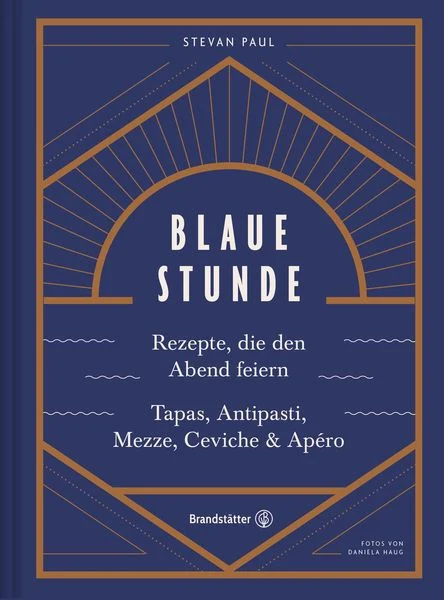 STEVAN PAUL
BLAUE
STUNDE
Rezepte, die den
Abend feiern
Tapas, Antipasti,
Mezze, Ceviche & Apéro
Brandstätter
FOTOS VON
DANIELA HAUG